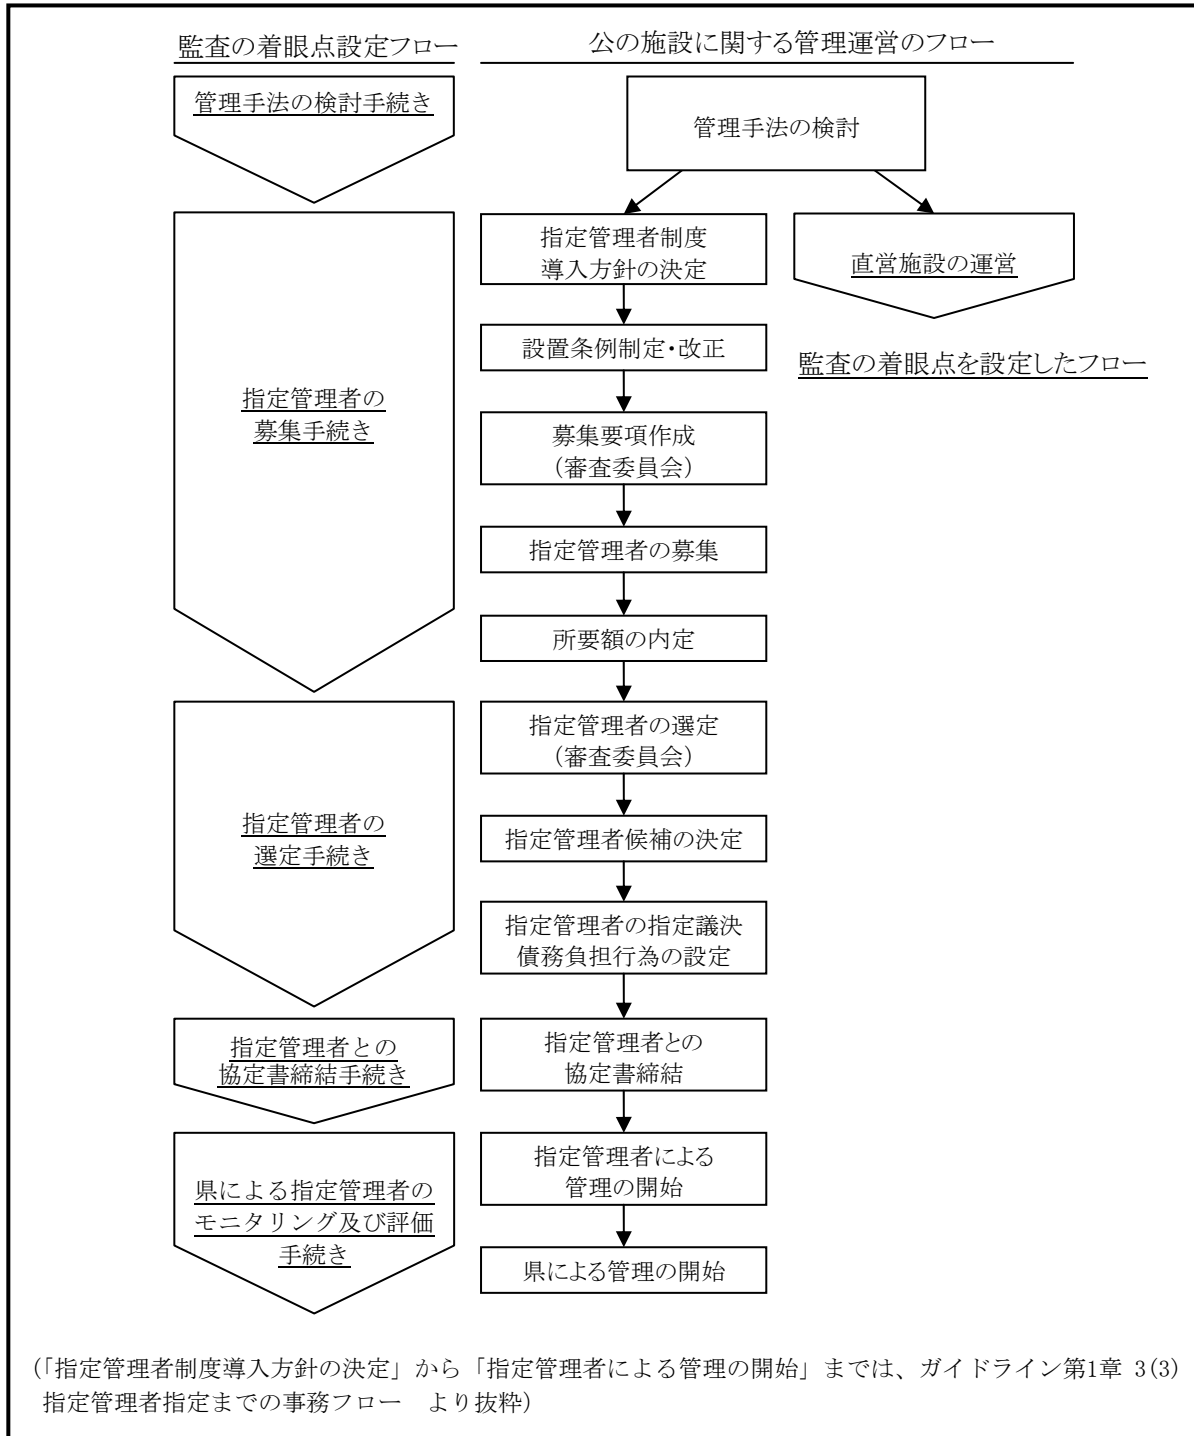 監査の着眼点設定フロー
公の施設に関する管理運営のフロー
管理手法の検討手続き
管理手法の検討
指定管理者制度
導入方針の決定
直営施設の運営
設置条例制定・改正
監査の着眼点を設定したフロー
指定管理者の
募集手続き
募集要項作成
(審査委員会)
指定管理者の募集
所要額の内定
指定管理者の選定
(審査委員会)
指定管理者の
選定手続き
指定管理者候補の決定
指定管理者の指定議決
債務負担行為の設定
指定管理者との
協定書締結手続き
指定管理者との
協定書締結
県による指定管理者の
モニタリング及び評価
手続き
指定管理者による
管理の開始
県による管理の開始
(「指定管理者制度導入方針の決定」から「指定管理者による管理の開始」までは、ガイドライン第1章 3(3)
指定管理者指定までの事務フロー　より抜粋)